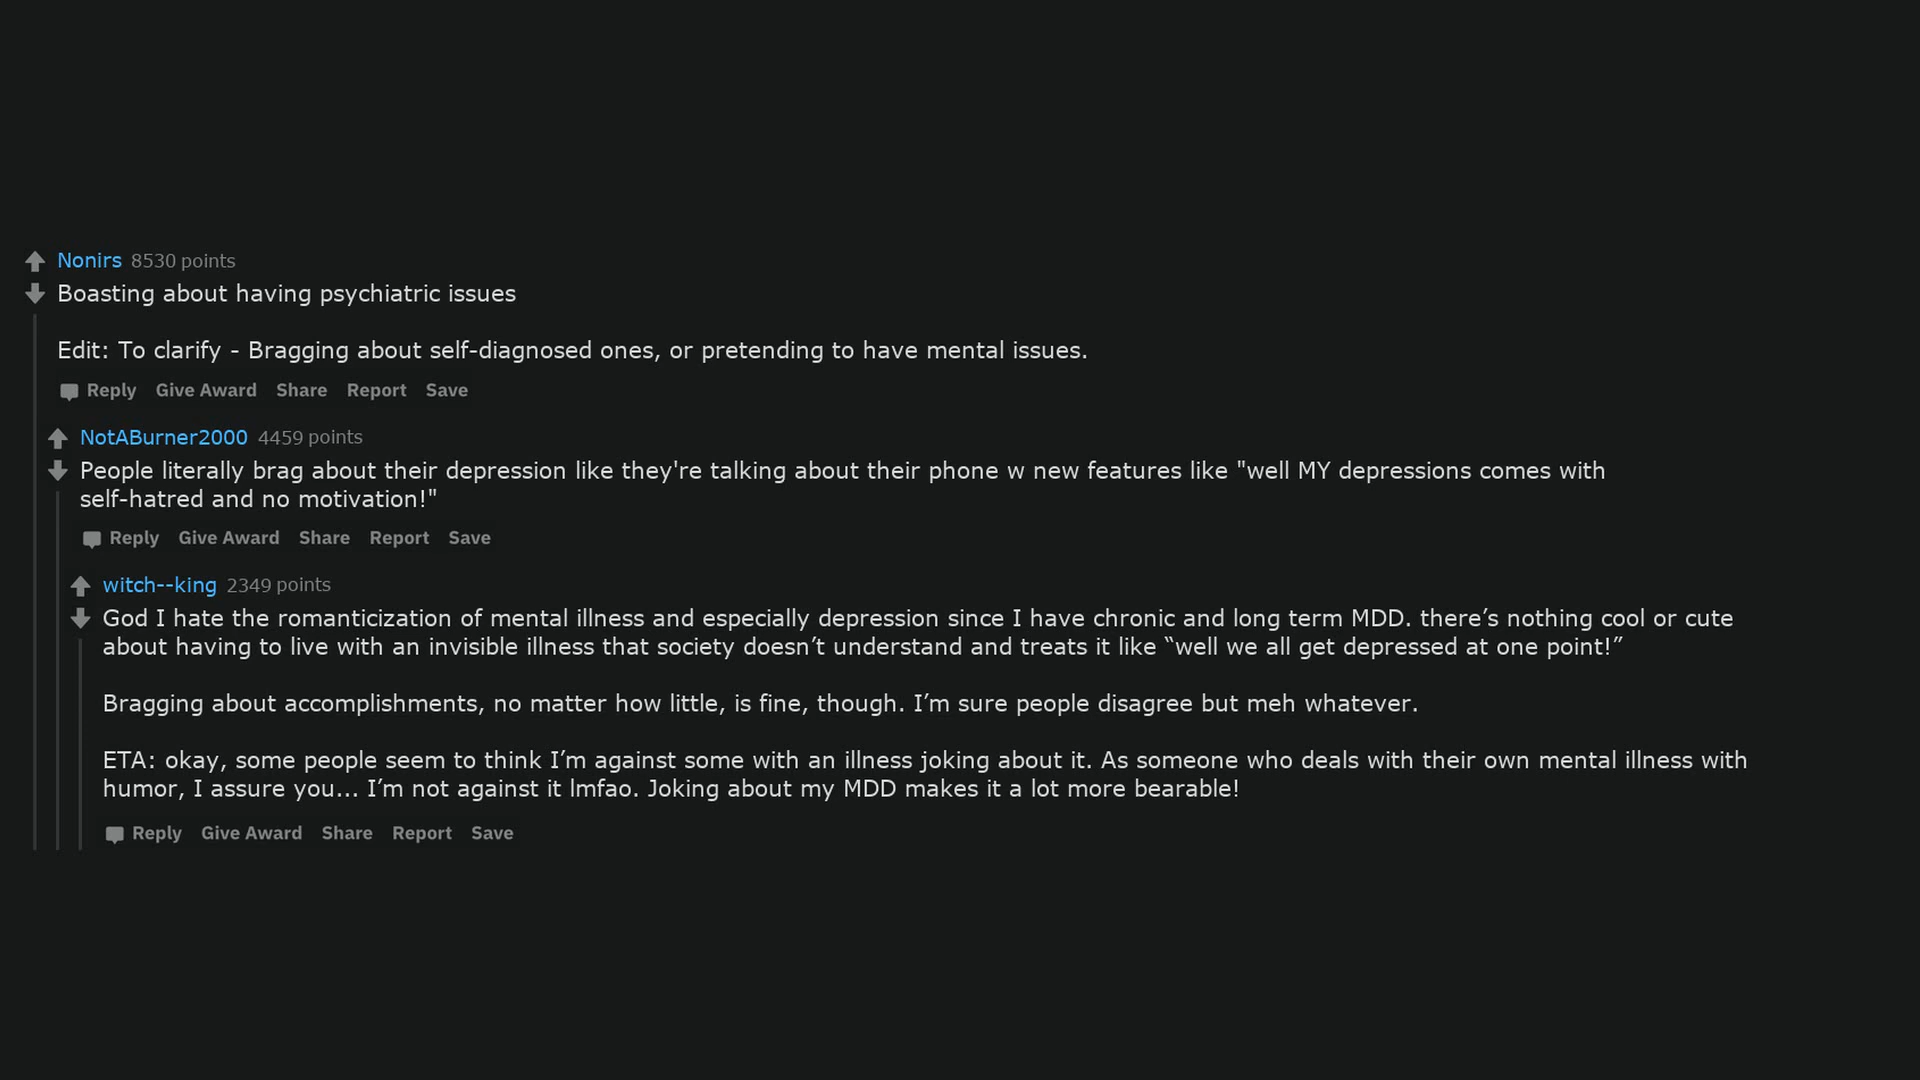 Nonirs 8530 points
Boasting about having psychiatric issues
Edit: To clarify - Bragging about self-diagnosed ones, or pretending to have mental issues.
Reply Give Award Share Report Save
NotABurner2000 4459 points
People literally brag about their depression like they're talking about their phone w new features like "well MY depressions comes with
self-hatred and no motivation!"
Reply Give Award Share Report Save
witch--king 2349 points
God I hate the romanticization of mental illness and especially depression since I have chronic and long term MDD. there’s nothing cool or cute
about having to live with an invisible illness that society doesn’t understand and treats it like “well we all get depressed at one point!”
Bragging about accomplishments, no matter how little, is fine, though. I’m sure people disagree but meh whatever.
ETA: okay, some people seem to think I’m against some with an illness joking about it. As someone who deals with their own mental illness with
humor, I assure you... I’m not against it lmfao. Joking about my MDD makes it a lot more bearable!
Reply Give Award Share Report Save